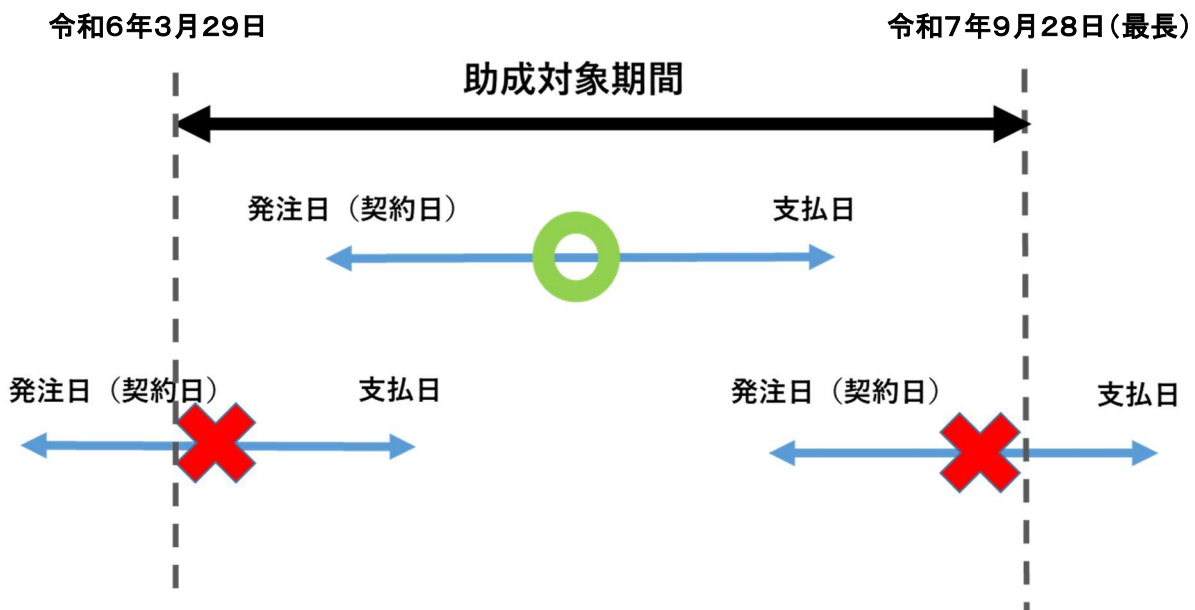 令和6年3月29日
令和7年9月28日(最長)
助成対象期間
発注日（契約日）
支払日
発注日（契約日）
支払日
発注日（契約日）
支払日